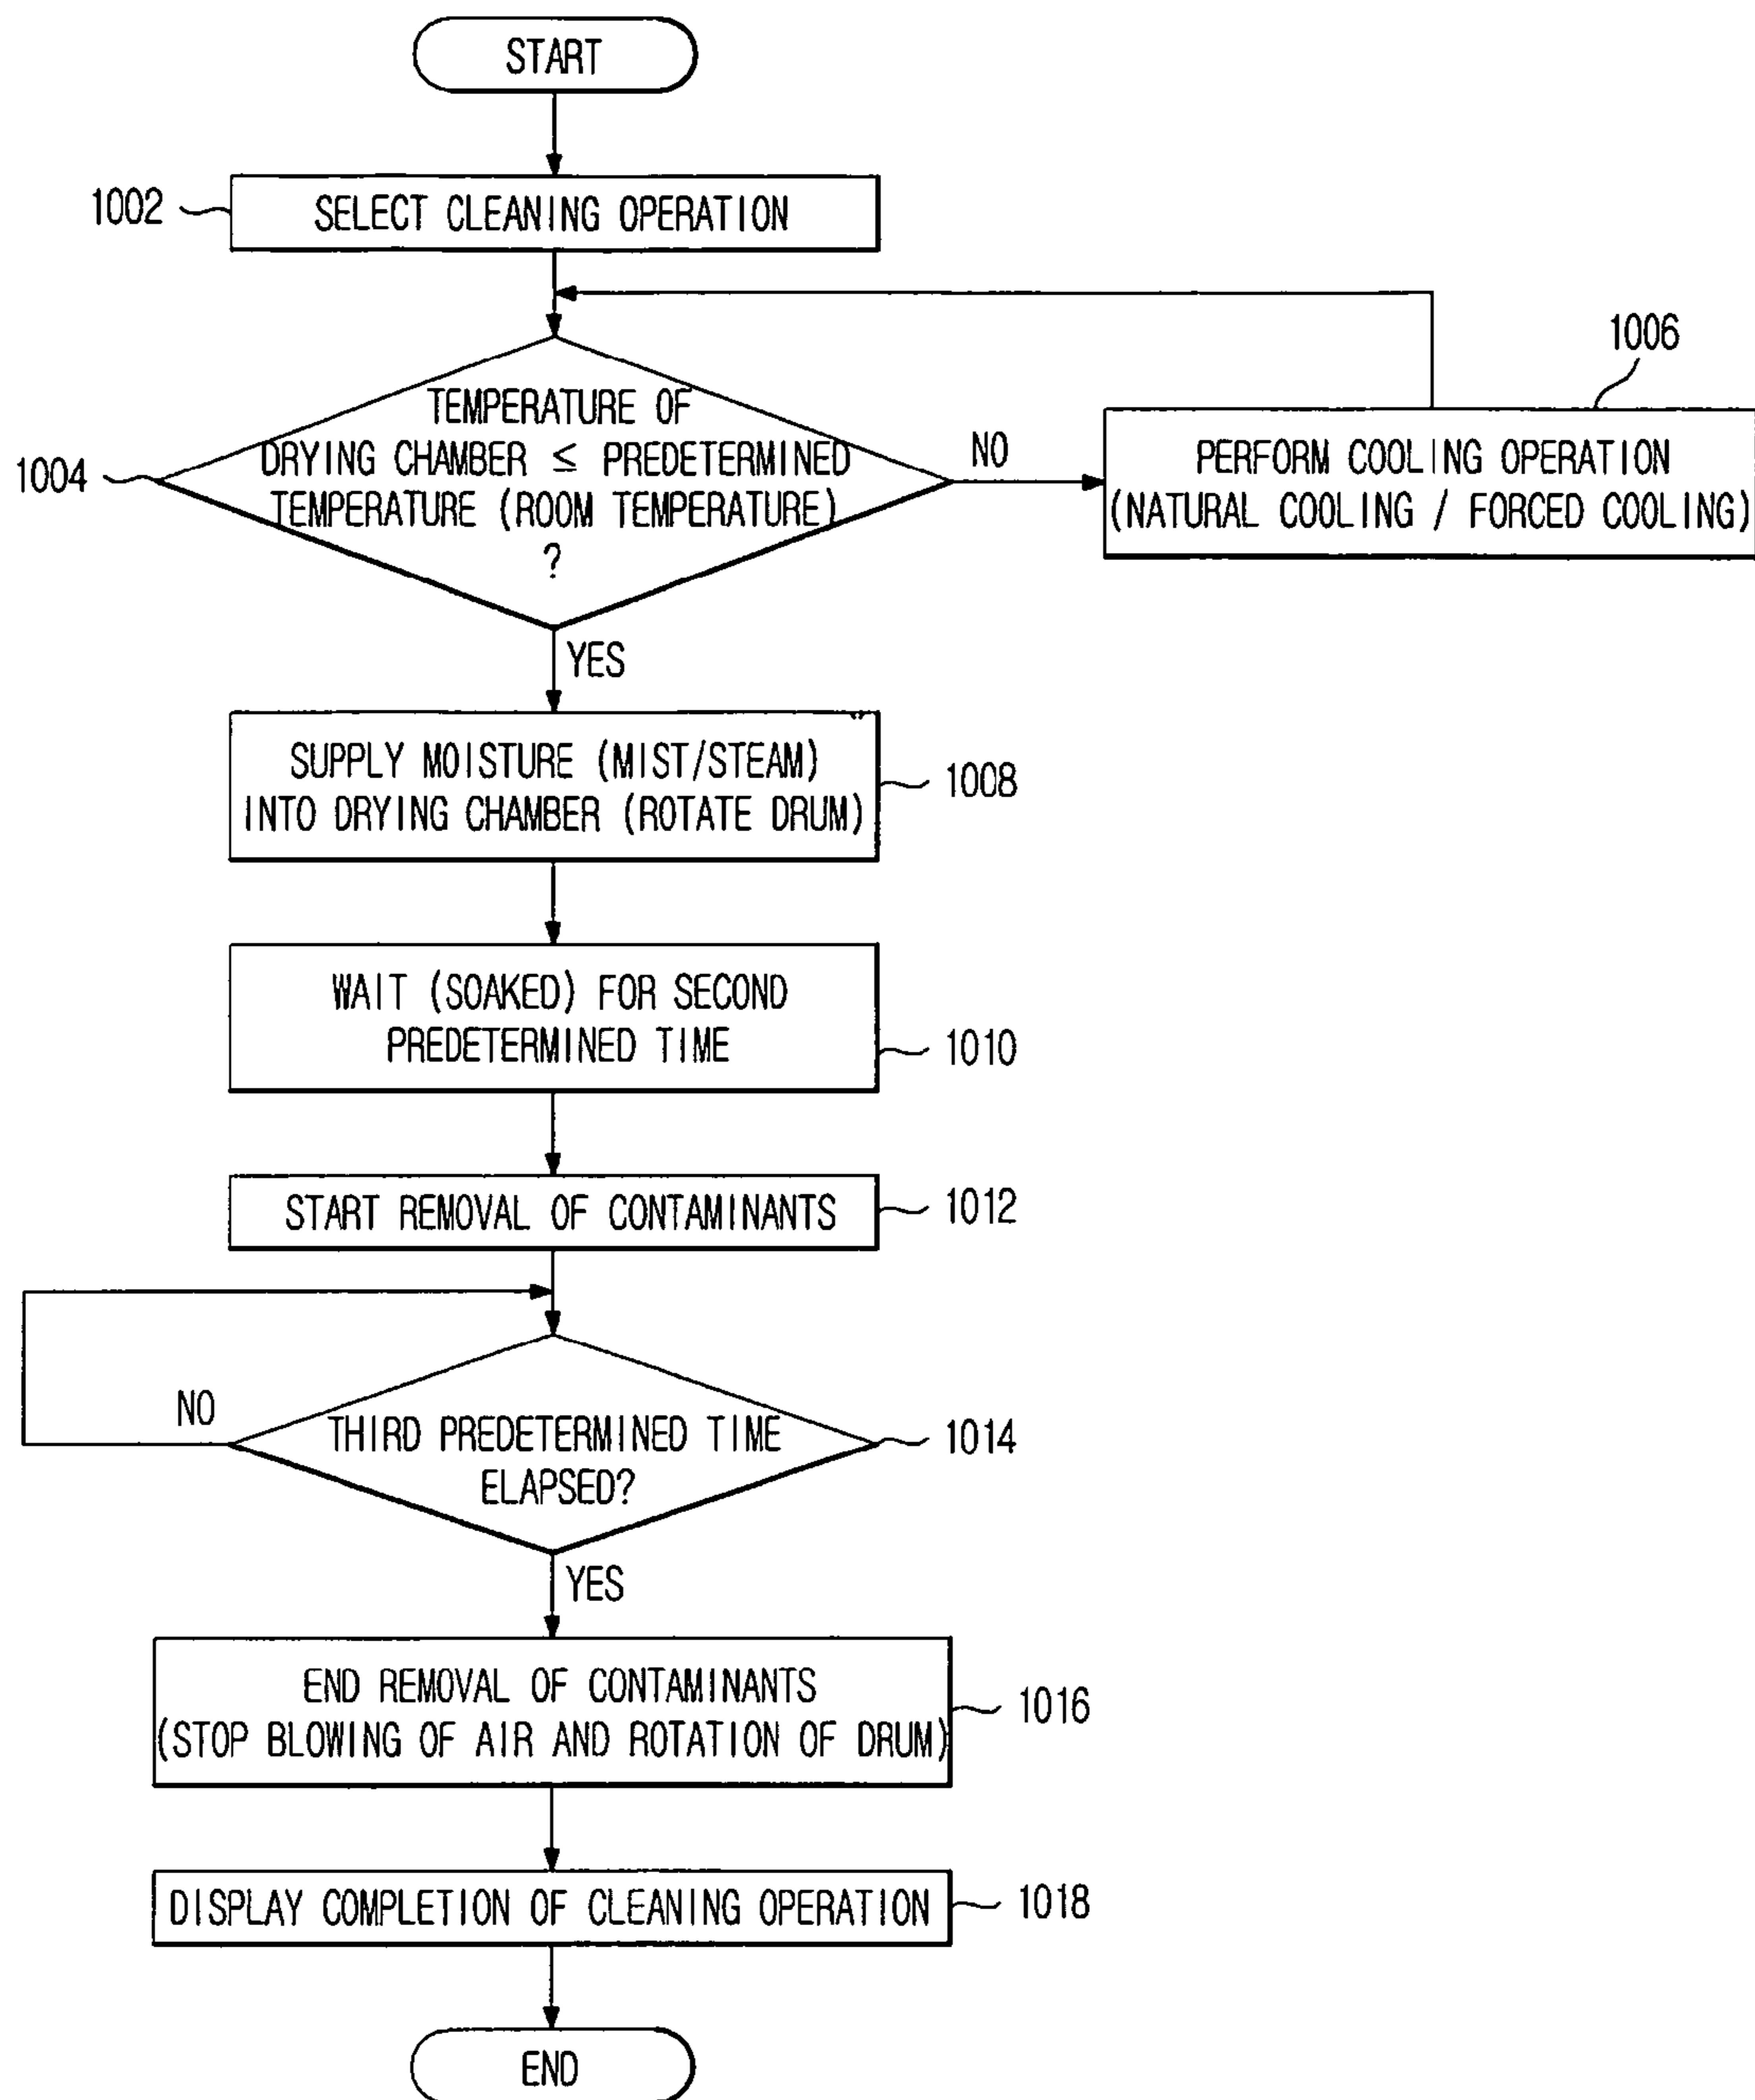 START
1002
SELECT CLEANING OPERATION
1006
TEMPERATURE OF
DRYING CHAMBER ≤ PREDETERMINED
TEMPERATURE (ROOM TEMPERATURE)
?
1004
NO
PERFORM COOLING OPERATION
(NATURAL COOLING / FORCED COOLING)
YES
SUPPLY MOISTURE (MIST/STEAM)
INTO DRYING CHAMBER (ROTATE DRUM)
1008
WAIT (SOAKED) FOR SECOND
PREDETERMINED TIME
1010
START REMOVAL OF CONTAMINANTS
1012
NO
THIRD PREDETERMINED TIME
ELAPSED?
1014
YES
END REMOVAL OF CONTAMINANTS
(STOP BLOWING OF AIR AND ROTATION OF DRUM)
1016
DISPLAY COMPLETION OF CLEANING OPERATION
1018
END